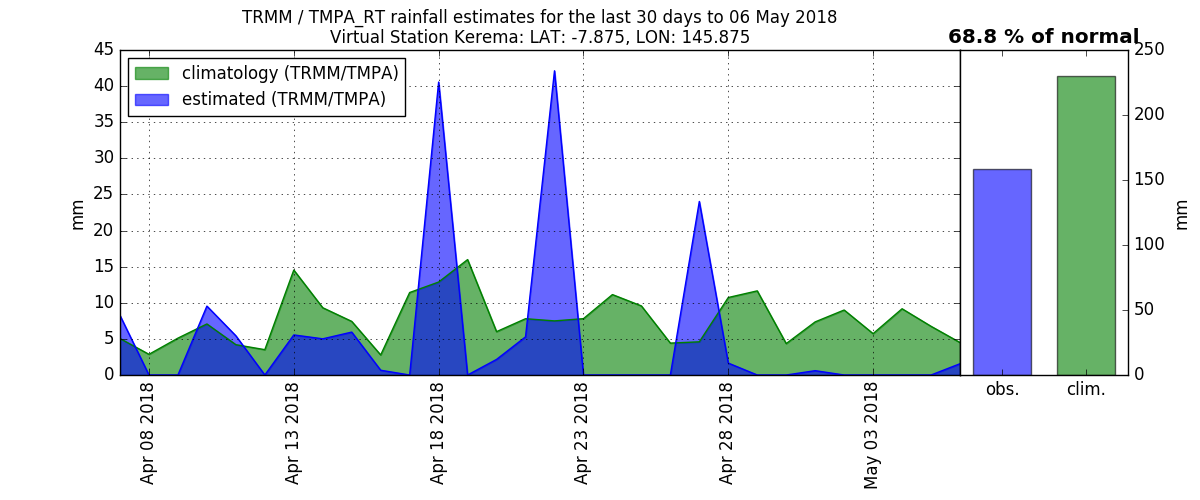 TRMM / TMPA_RT rainfall estimates for the last 30 days to 06 May 2018
Virtual Station Kerema: LAT: -7.875, LON: 145.875
68.8 % of normal
climatology (TRMM/TMPA)
estimated (TRMM/TMPA)
45
40
35
30
25
20
15
10
5
0
mm
Apr 08 2018
Apr 13 2018
Apr 18 2018
Apr 23 2018
Apr 28 2018
May 03 2018
250
200
150
100
50
0
mm
obs.
clim.